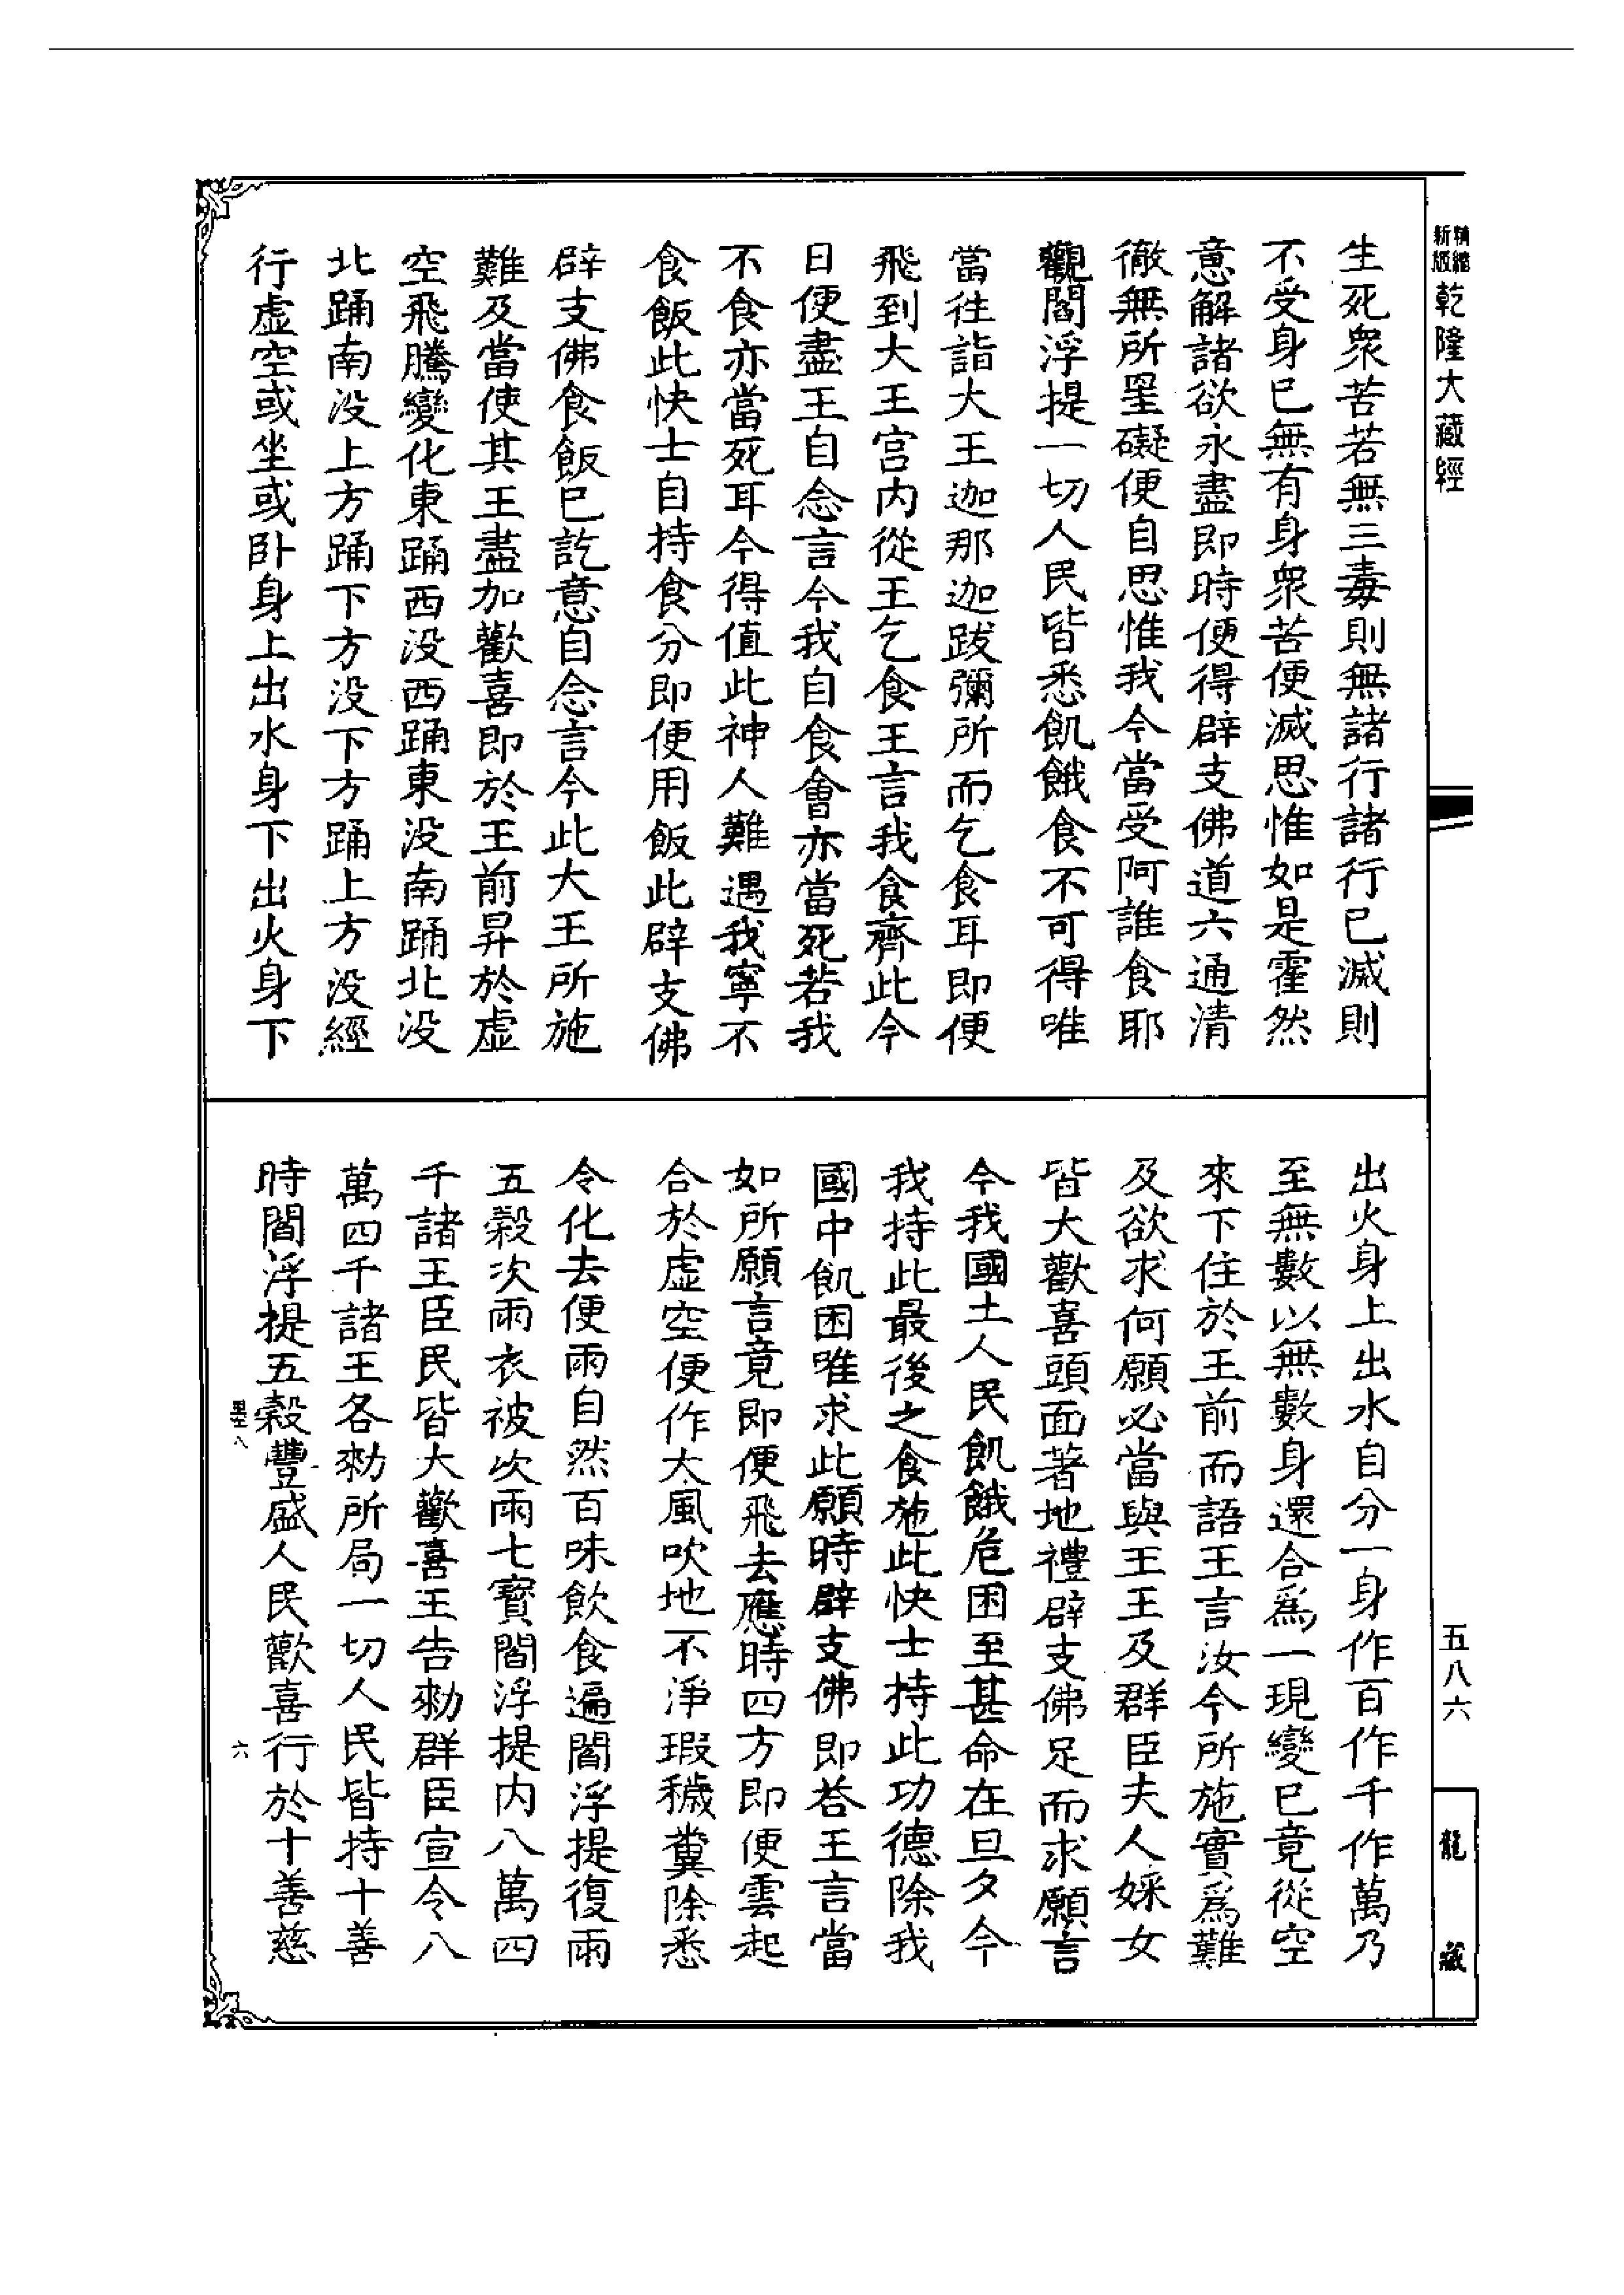 精縮新版乾隆大藏經
生死衆苦若無三毒則無諸行諸行已滅則
不受身已無有身衆苦便滅思惟如是霍然
意解諸欲永盡即時便得辟支佛道六通清
徹無所罣礙便自思惟我今當受阿誰食耶
觀閻浮提一切人民皆悉飢餓食不可得唯
當往詣大王迦那迦跋彌所而乞食耳即便
飛到大王宮内從王乞食王言我食齊此今
日便盡王自念言今我自食會亦當死若我
不食亦當死耳今得值此神人難遇我寧不
食飯此快士自持食分即便用飯此辟支佛
辟支佛食飯已訖意自念言今此大王所施
難及當使其王盡加歡喜即於王前昇於虛
空飛騰變化東踊西没西踊東没南踊北没
北踊南没上方踊下方没下方踊上方没經
行虛空或坐或卧身上出水身下出火身下
出火身上出水自分一身作百作千作萬乃
至無數以無數身還合爲一現變已竟從空
來下住於王前而語王言汝今所施實爲難
及欲求何願必當與王王及群臣夫人婇女
皆大歡喜頭面著地禮辟支佛足而求願言
今我國土人民飢餓危困至甚命在旦夕今
我持此最後之食施此快士持此功德除我
國中飢困唯求此願時辟支佛即荅王言當
如所願言竟即便飛去應時四方即便雲起
合於虛空便作大風吹地不淨瑕穢糞除悉
令化去便雨自然百味飲食遍閻浮提復雨
五穀次雨衣被次雨七寶閻浮提内八萬四
千諸王臣民皆大歡喜王告勑群臣宣令八
萬四千諸王各勑所局一切人民皆持十善
時閻浮提五穀豐盛人民歡喜行於十善慈
五八六
龍藏
墨八
六